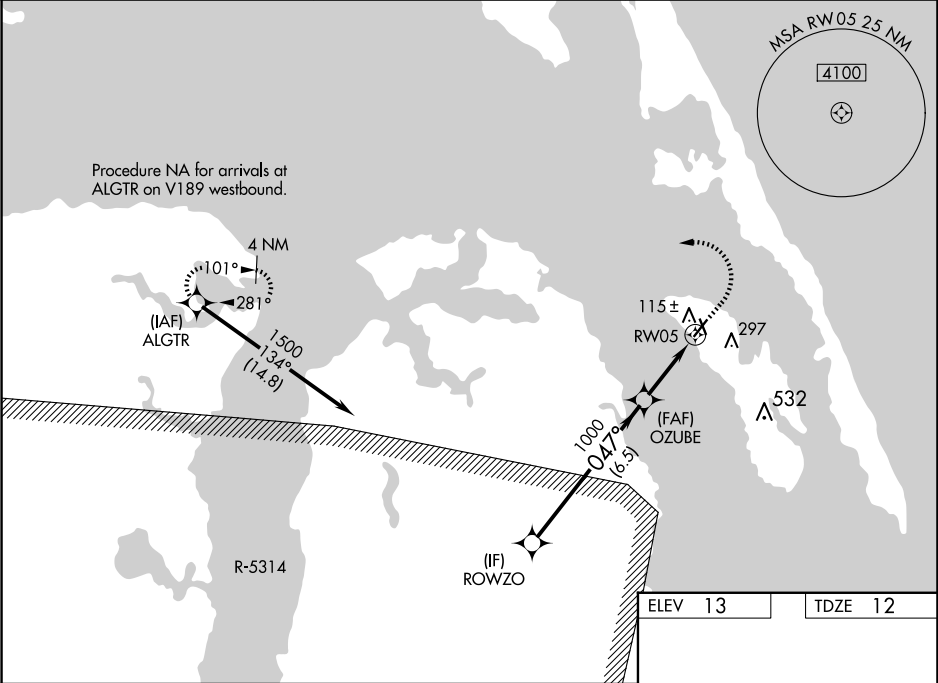 MSA RW05 25 NM
4100
Procedure NA for arrivals at
ALGTR on V189 westbound.
4 NM
101°
281°
(IAF)
ALGTR
1500
134°
(14.8)
115±
RW05
297
532
(FAF)
OZUBE
1000
047°
(6.5)
(IF)
ROWZO
R-5314
ELEV 13
TDZE 12